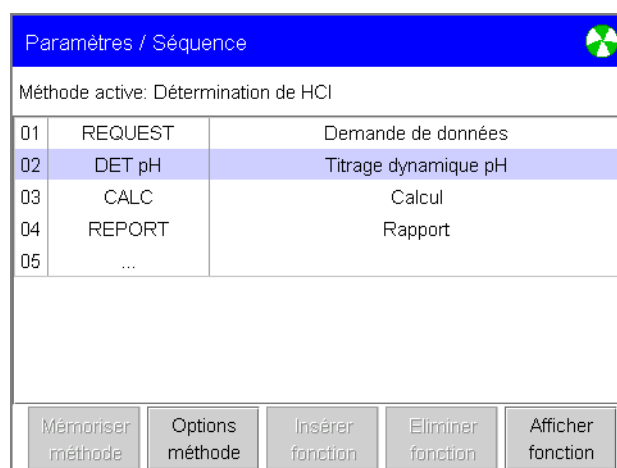 Paramètres / Séquence
Méthode active: Détermination de HCl
01 REQUEST Demande de données
02 DET pH Titrage dynamique pH
03 CALC Calcul
04 REPORT Rapport
05 ...
Mémoriser méthode
Options méthode
Insérer fonction
Eliminer fonction
Afficher fonction